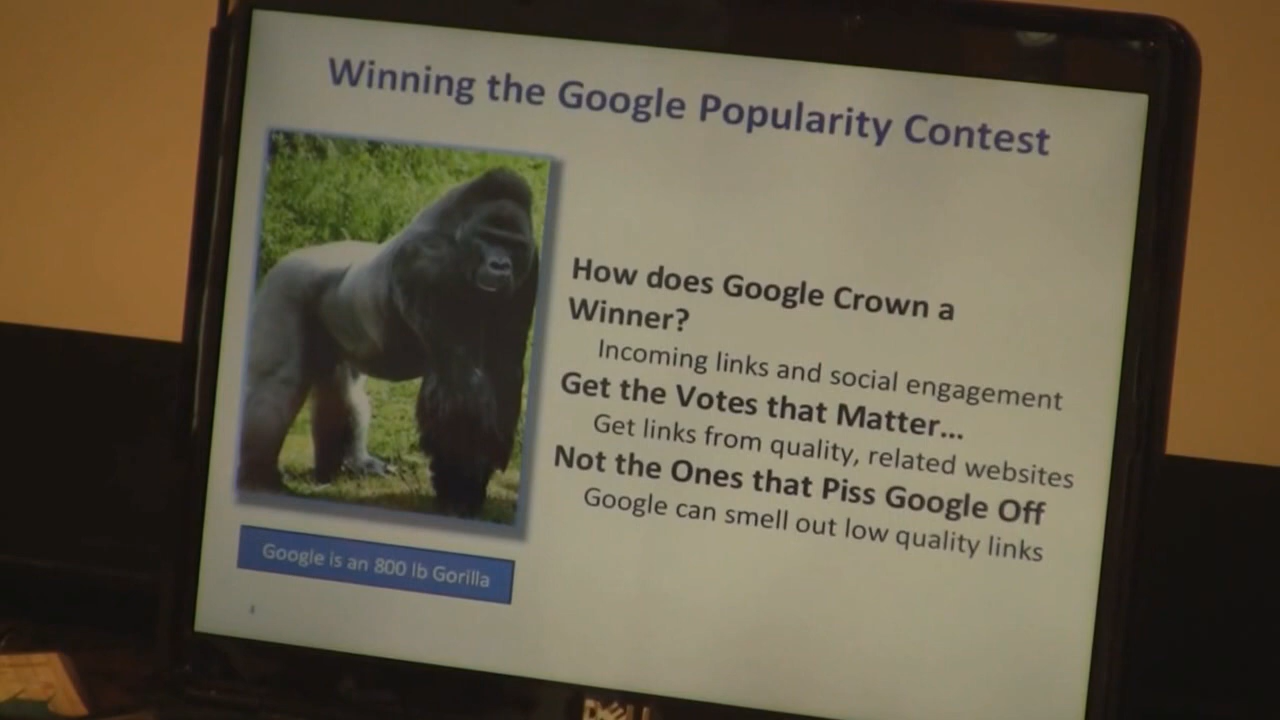 Winning the Google Popularity Contest
How does Google Crown a
Winner?
Incoming links and social engagement
Get the Votes that Matter...
Get links from quality, related websites
Not the Ones that Piss Google Off
Google can smell out low quality links
Google is an 800 lb Gorilla
DELL